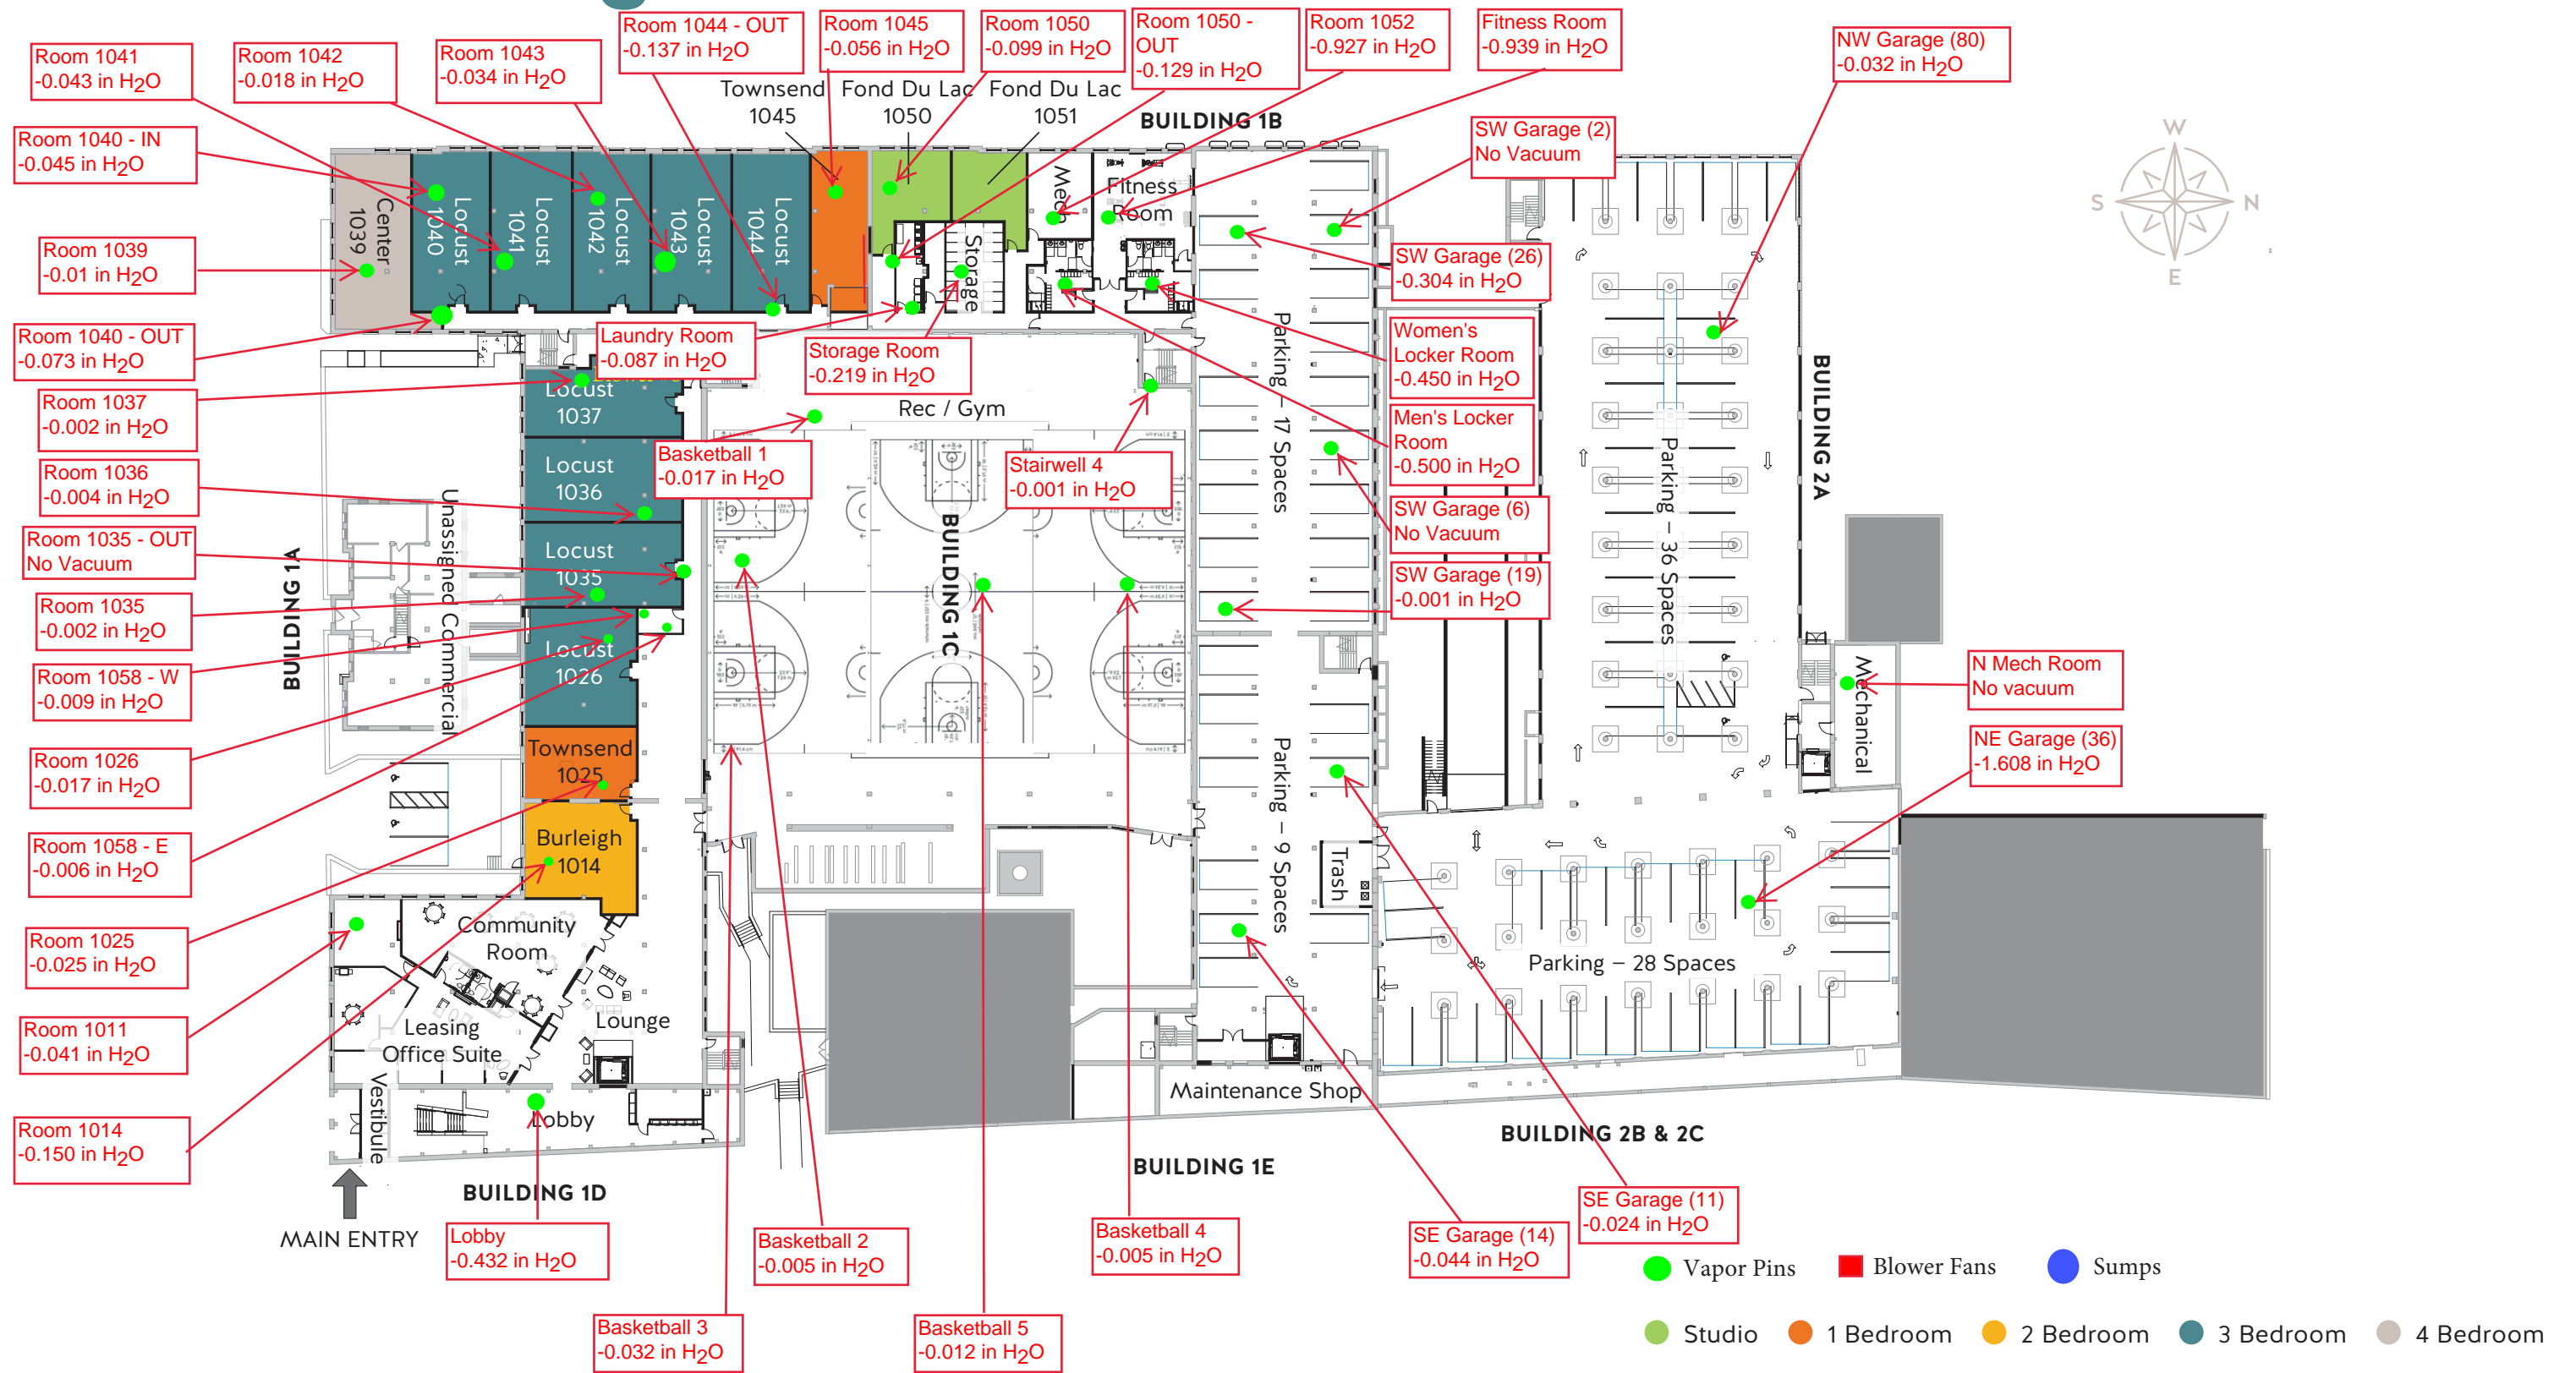 Room 1041
-0.043 in H2O
Room 1042
-0.018 in H2O
Room 1043
-0.034 in H2O
Room 1044 - OUT
-0.137 in H2O
Room 1045
-0.056 in H2O
Room 1050
-0.099 in H2O
Room 1050 -
OUT
-0.129 in H2O
Room 1052
-0.927 in H2O
Fitness Room
-0.939 in H2O
NW Garage (80)
-0.032 in H2O
Townsend
1045
Fond Du Lac
1050
Fond Du Lac
1051
BUILDING 1B
SW Garage (2)
No Vacuum
Room 1040 - IN
-0.045 in H2O
Room 1039
-0.01 in H2O
Room 1040 - OUT
-0.073 in H2O
Center
1039
Locust
1040
Locust
1041
Locust
1042
Locust
1043
Locust
1044
Storage
Fitness
Room
W
S
N
E
SW Garage (26)
-0.304 in H2O
Laundry Room
-0.087 in H2O
Storage Room
-0.219 in H2O
Women's
Locker Room
-0.450 in H2O
Men's Locker
Room
-0.500 in H2O
Parking – 17 Spaces
BUILDING 2A
Room 1037
-0.002 in H2O
Locust
1037
Rec / Gym
Basketball 1
-0.017 in H2O
Stairwell 4
-0.001 in H2O
Room 1036
-0.004 in H2O
Locust
1036
SW Garage (6)
No Vacuum
Parking – 36 Spaces
Room 1035 - OUT
No Vacuum
Locust
1035
SW Garage (19)
-0.001 in H2O
BUILDING 1A
Unassigned Commercial
BUILDING 1C
Room 1035
-0.002 in H2O
Room 1058 - W
-0.009 in H2O
Locust
1026
N Mech Room
No vacuum
Mechanical
Room 1026
-0.017 in H2O
Townsend
1025
NE Garage (36)
-1.608 in H2O
Room 1058 - E
-0.006 in H2O
Burleigh
1014
Parking – 9 Spaces
Trash
Room 1025
-0.025 in H2O
Community
Room
Parking – 28 Spaces
Room 1011
-0.041 in H2O
Leasing
Office Suite
Lounge
Room 1014
-0.150 in H2O
Vestibule
Lobby
Maintenance Shop
BUILDING 2B & 2C
BUILDING 1E
BUILDING 1D
MAIN ENTRY
Lobby
-0.432 in H2O
Basketball 2
-0.005 in H2O
Basketball 4
-0.005 in H2O
SE Garage (14)
-0.044 in H2O
SE Garage (11)
-0.024 in H2O
Basketball 3
-0.032 in H2O
Basketball 5
-0.012 in H2O
Vapor Pins
Blower Fans
Sumps
Studio
1 Bedroom
2 Bedroom
3 Bedroom
4 Bedroom